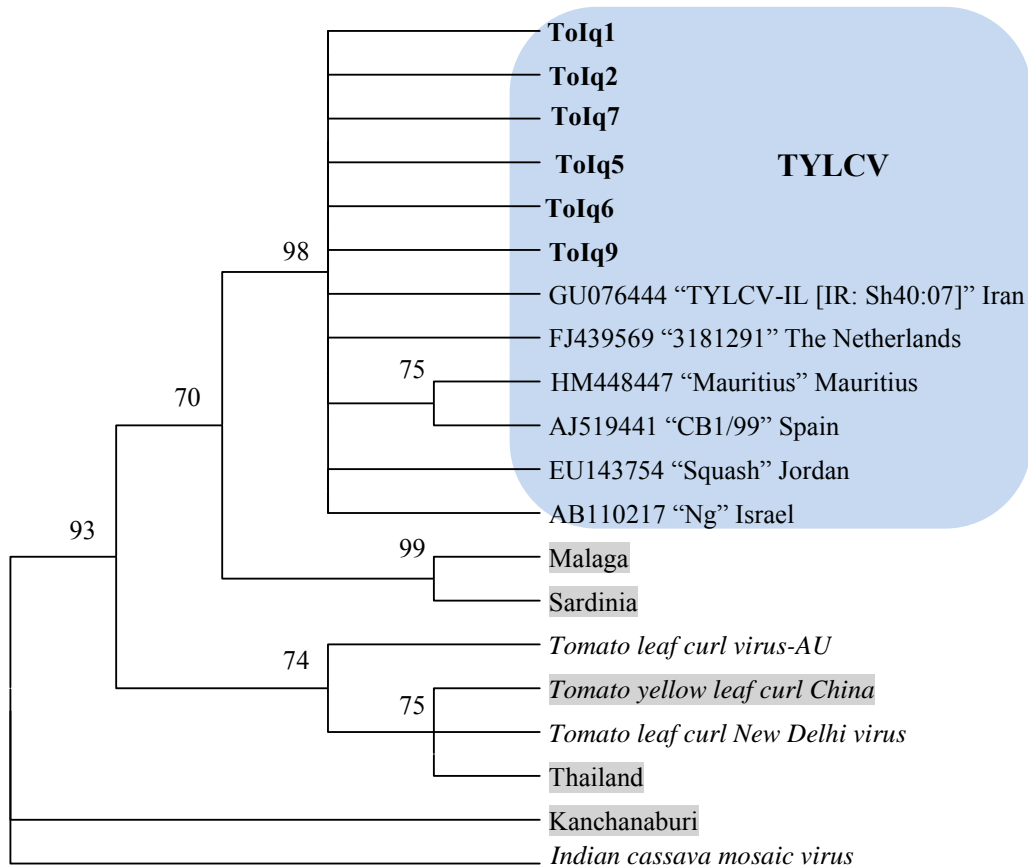 ToIq1
ToIq2
ToIq7
ToIq5
TYLCV
ToIq6
98
ToIq9
GU076444 “TYLCV-IL [IR: Sh40:07]” Iran
FJ439569 “3181291” The Netherlands
75
HM448447 “Mauritius” Mauritius
70
AJ519441 “CB1/99” Spain
EU143754 “Squash” Jordan
AB110217 “Ng” Israel
93
99
Malaga
Sardinia
Tomato leaf curl virus-AU
74
Tomato yellow leaf curl China
75
Tomato leaf curl New Delhi virus
Thailand
Kanchanaburi
Indian cassava mosaic virus